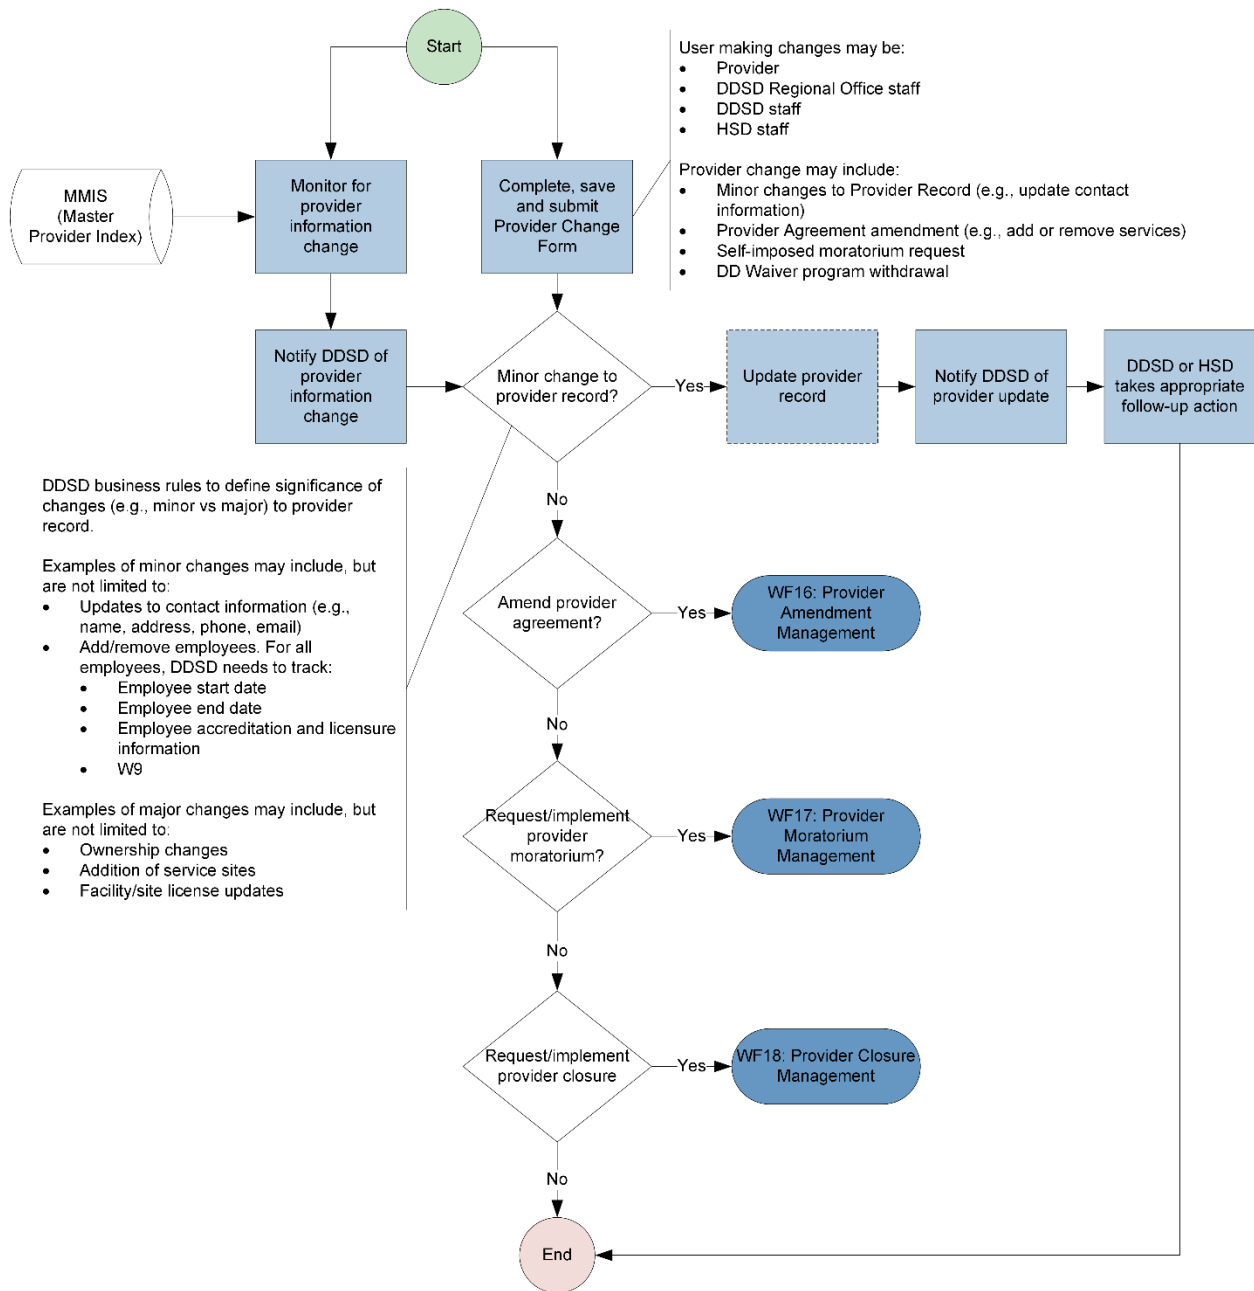 Start
User making changes may be:
• Provider
• DDSD Regional Office staff
• DDSD staff
• HSD staff
Provider change may include:
• Minor changes to Provider Record (e.g., update contact
information)
• Provider Agreement amendment (e.g., add or remove services)
• Self-imposed moratorium request
• DD Waiver program withdrawal
MMIS
(Master
Provider Index)
Monitor for
provider
information
change
Complete, save
and submit
Provider Change
Form
Notify DDSD of
provider
information
change
Minor change to
provider record?
Yes
Update provider
record
Notify DDSD of
provider update
DDSD or HSD
takes appropriate
follow-up action
DDSD business rules to define significance of
changes (e.g., minor vs major) to provider
record.
Examples of minor changes may include, but
are not limited to:
• Updates to contact information (e.g.,
name, address, phone, email)
• Add/remove employees. For all
employees, DDSD needs to track:
• Employee start date
• Employee end date
• Employee accreditation and licensure
information
• W9
Examples of major changes may include, but
are not limited to:
• Ownership changes
• Addition of service sites
• Facility/site license updates
No
Amend provider
agreement?
Yes
WF16: Provider
Amendment
Management
No
Request/implement
provider
moratorium?
Yes
WF17: Provider
Moratorium
Management
No
Request/implement
provider closure
Yes
WF18: Provider Closure
Management
No
End